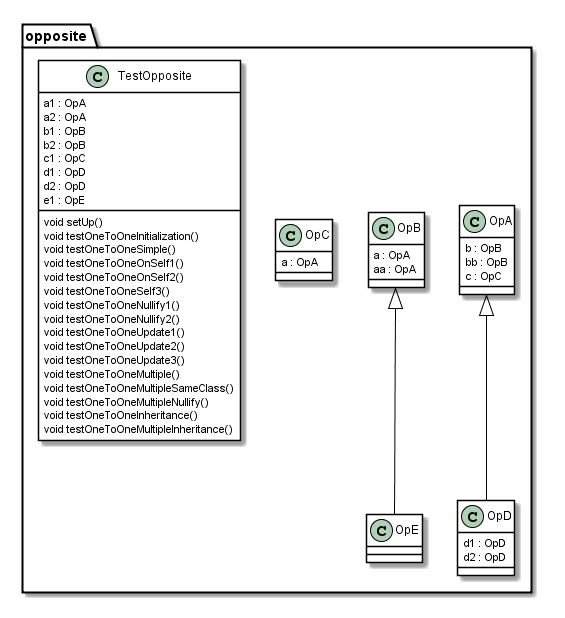 opposite
C TestOpposite
a1 : OpA
a2 : OpA
b1 : OpB
b2 : OpB
c1 : OpC
d1 : OpD
d2 : OpD
e1 : OpE
void setUp()
void testOneToOneInitialization()
void testOneToOneSimple()
void testOneToOneOnSelf1()
void testOneToOneOnSelf2()
void testOneToOneSelf3()
void testOneToOneNullify1()
void testOneToOneNullify2()
void testOneToOneUpdate1()
void testOneToOneUpdate2()
void testOneToOneUpdate3()
void testOneToOneMultiple()
void testOneToOneMultipleSameClass()
void testOneToOneMultipleNullify()
void testOneToOneInheritance()
void testOneToOneMultipleInheritance()
C OpC
a : OpA
C OpB
a : OpA
aa : OpA
C OpA
b : OpB
bb : OpB
c : OpC
C OpE
C OpD
d1 : OpD
d2 : OpD